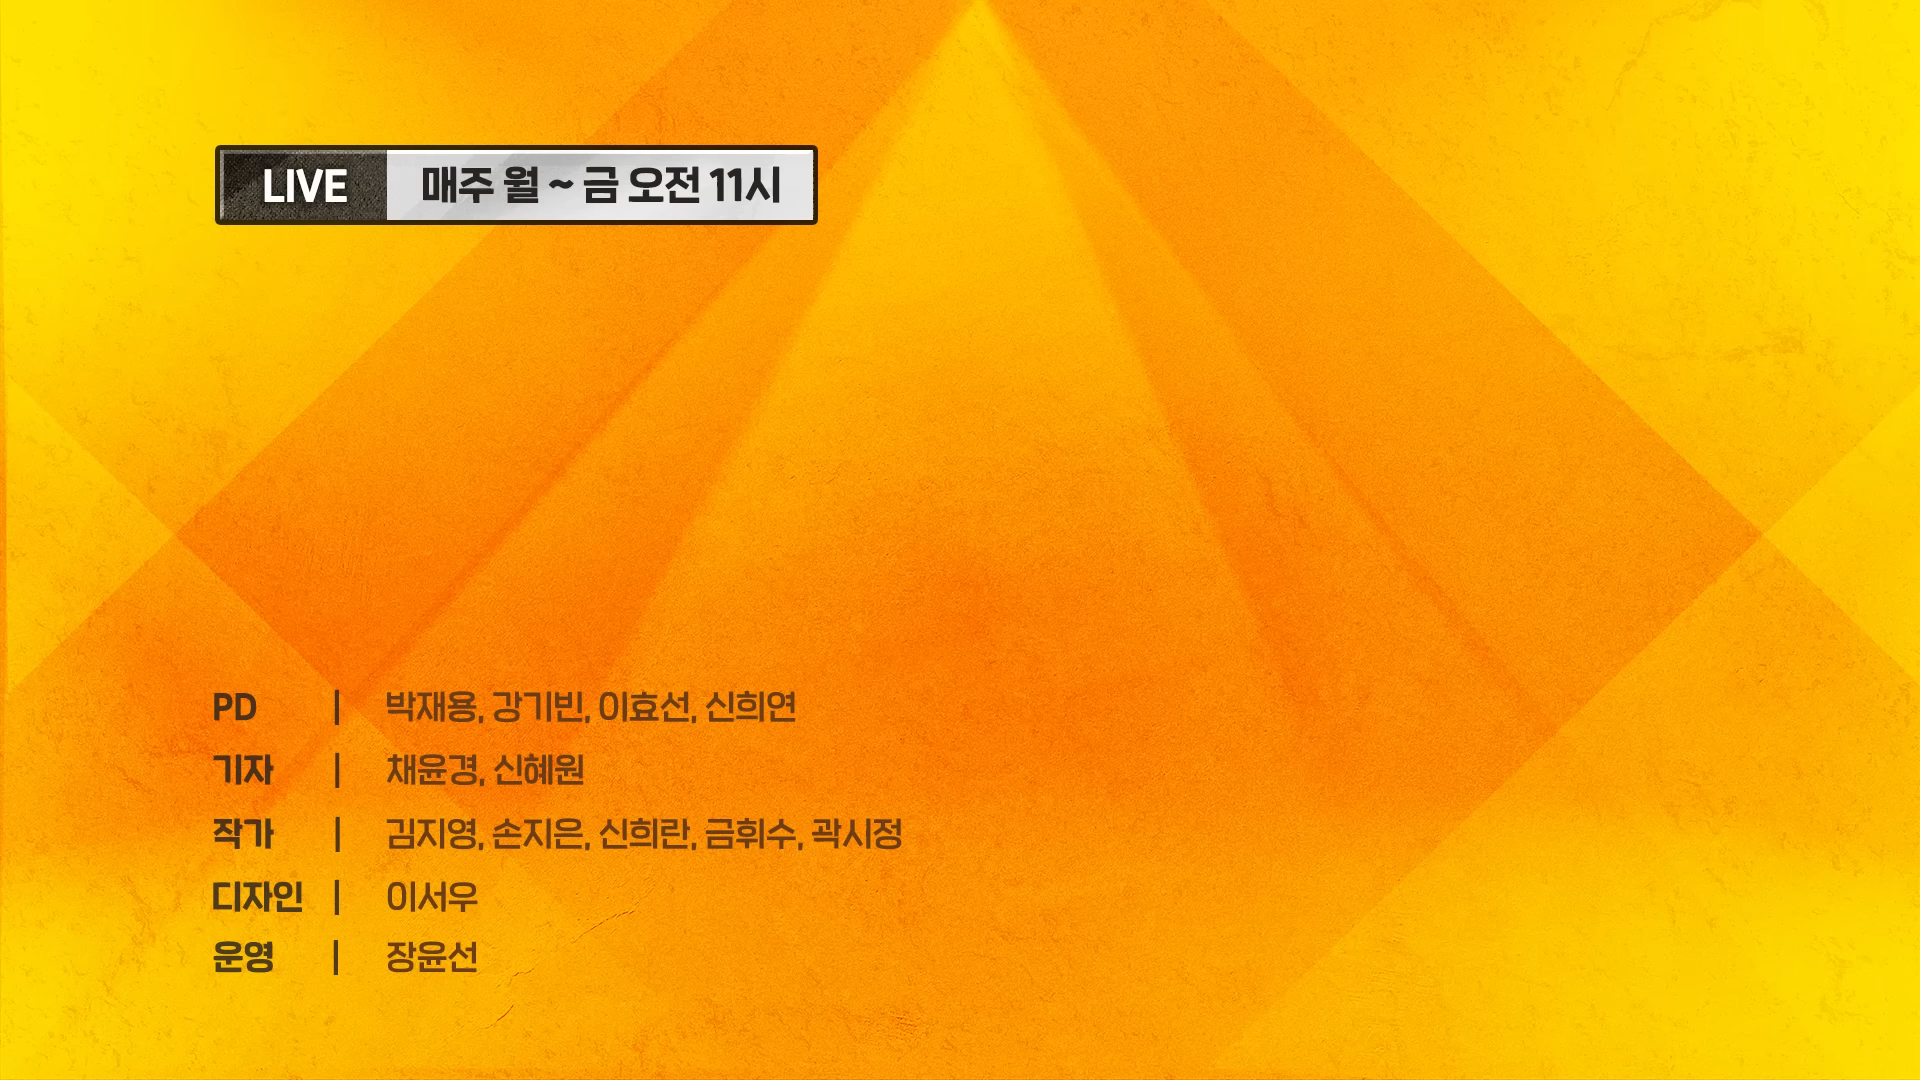 LIVE 매주 월 ~ 금 오전 11시
PD | 박재용, 강기빈, 이효선, 신희연
기자 | 채윤경, 신혜원
작가 | 김지영, 손지은, 신희란, 금휘수, 곽시정
디자인 | 이서우
운영 | 장윤선